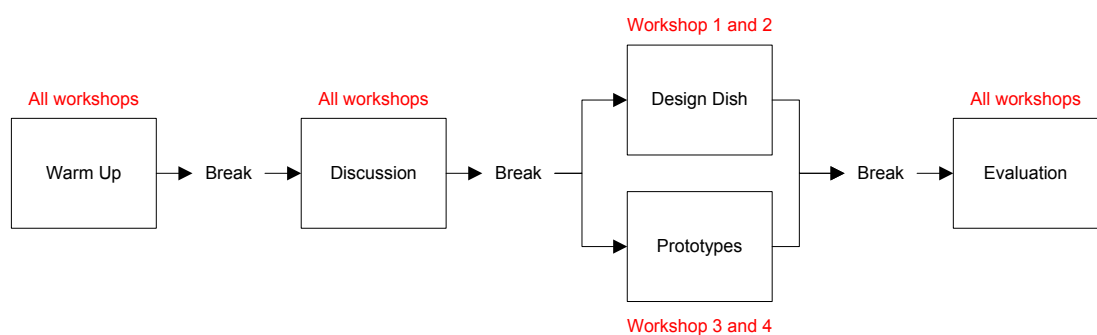 Workshop 1 and 2
All workshops
All workshops
Design Dish
All workshops
Warm Up
Break
Discussion
Break
Break
Evaluation
Prototypes
Workshop 3 and 4